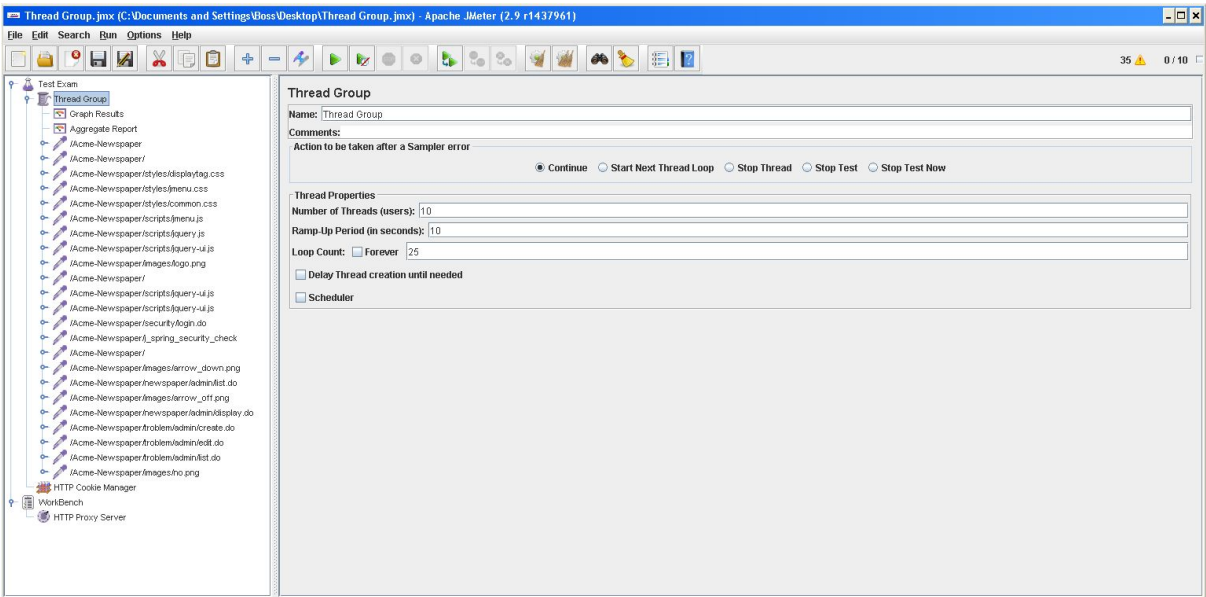 Thread Group.jmx (C:\Documents and Settings\Boss\Desktop\Thread Group.jmx) - Apache JMeter (2.9 r1437961)
File Edit Search Run Options Help
35 0 / 10
Test Exam
Thread Group
Graph Results
Aggregate Report
/Acme-Newspaper
/Acme-Newspaper/
/Acme-Newspaper/styles/displaytag.css
/Acme-Newspaper/styles/jmenu.css
/Acme-Newspaper/styles/common.css
/Acme-Newspaper/scripts/jmenu.js
/Acme-Newspaper/scripts/jquery.js
/Acme-Newspaper/scripts/jquery-ui.js
/Acme-Newspaper/images/logo.png
/Acme-Newspaper/
/Acme-Newspaper/scripts/jquery-ui.js
/Acme-Newspaper/scripts/jquery-ui.js
/Acme-Newspaper/security/login.do
/Acme-Newspaper/j_spring_security_check
/Acme-Newspaper/
/Acme-Newspaper/images/arrow_down.png
/Acme-Newspaper/newspaper/admin/list.do
/Acme-Newspaper/images/arrow_off.png
/Acme-Newspaper/newspaper/admin/display.do
/Acme-Newspaper/troblem/admin/create.do
/Acme-Newspaper/troblem/admin/edit.do
/Acme-Newspaper/troblem/admin/list.do
/Acme-Newspaper/images/no.png
HTTP Cookie Manager
WorkBench
HTTP Proxy Server
Thread Group
Name: Thread Group
Comments:
Action to be taken after a Sampler error
Continue Start Next Thread Loop Stop Thread Stop Test Stop Test Now
Thread Properties
Number of Threads (users): 10
Ramp-Up Period (in seconds): 10
Loop Count: Forever 25
Delay Thread creation until needed
Scheduler